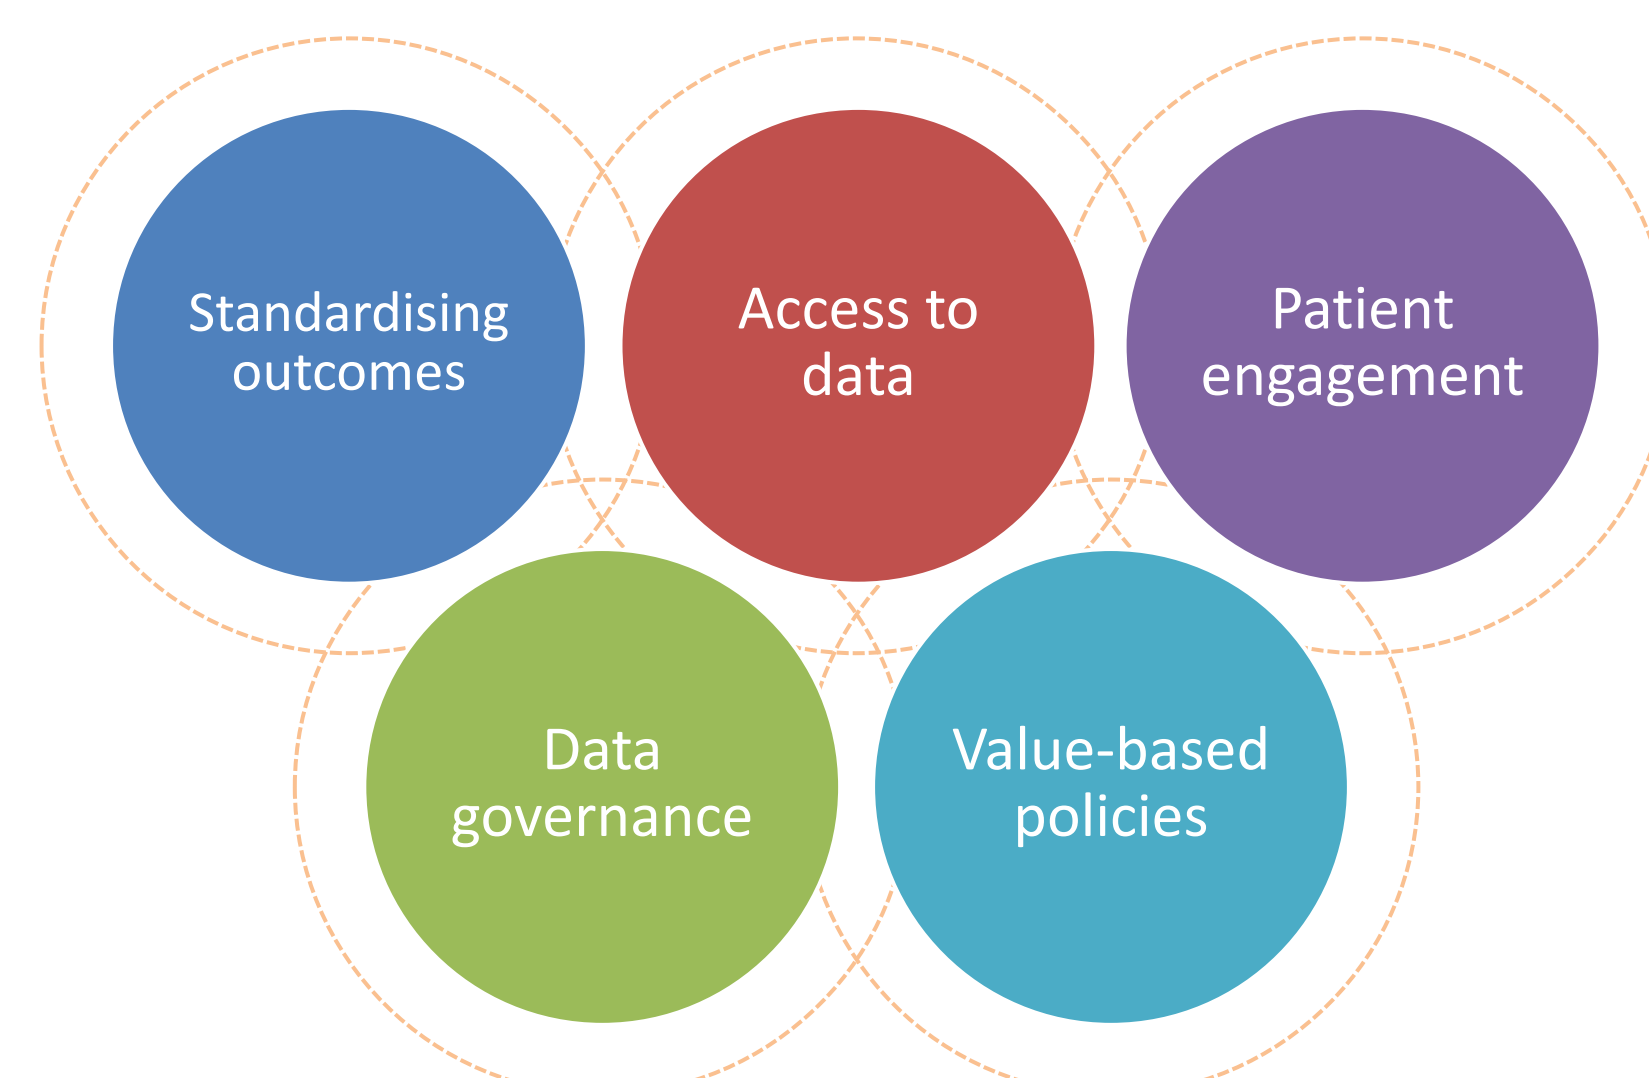 Standardising
outcomes
Access to
data
Patient
engagement
Data
governance
Value-based
policies